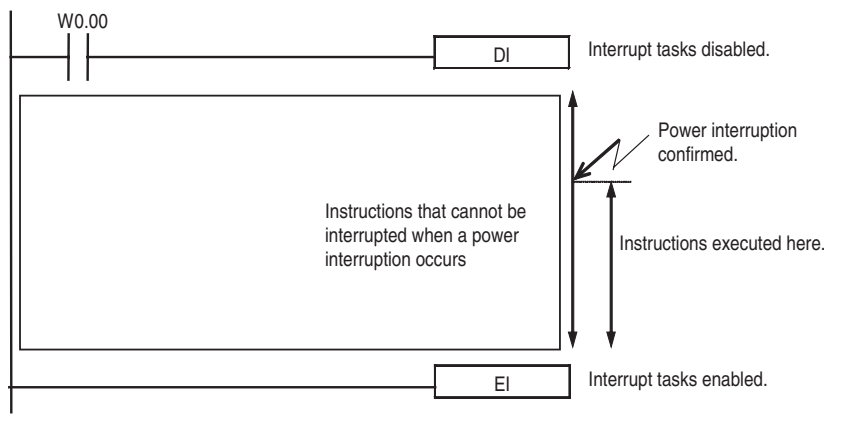 W0.00
DI
Interrupt tasks disabled.
Power interruption
confirmed.
Instructions that cannot be
interrupted when a power
interruption occurs
Instructions executed here.
EI
Interrupt tasks enabled.